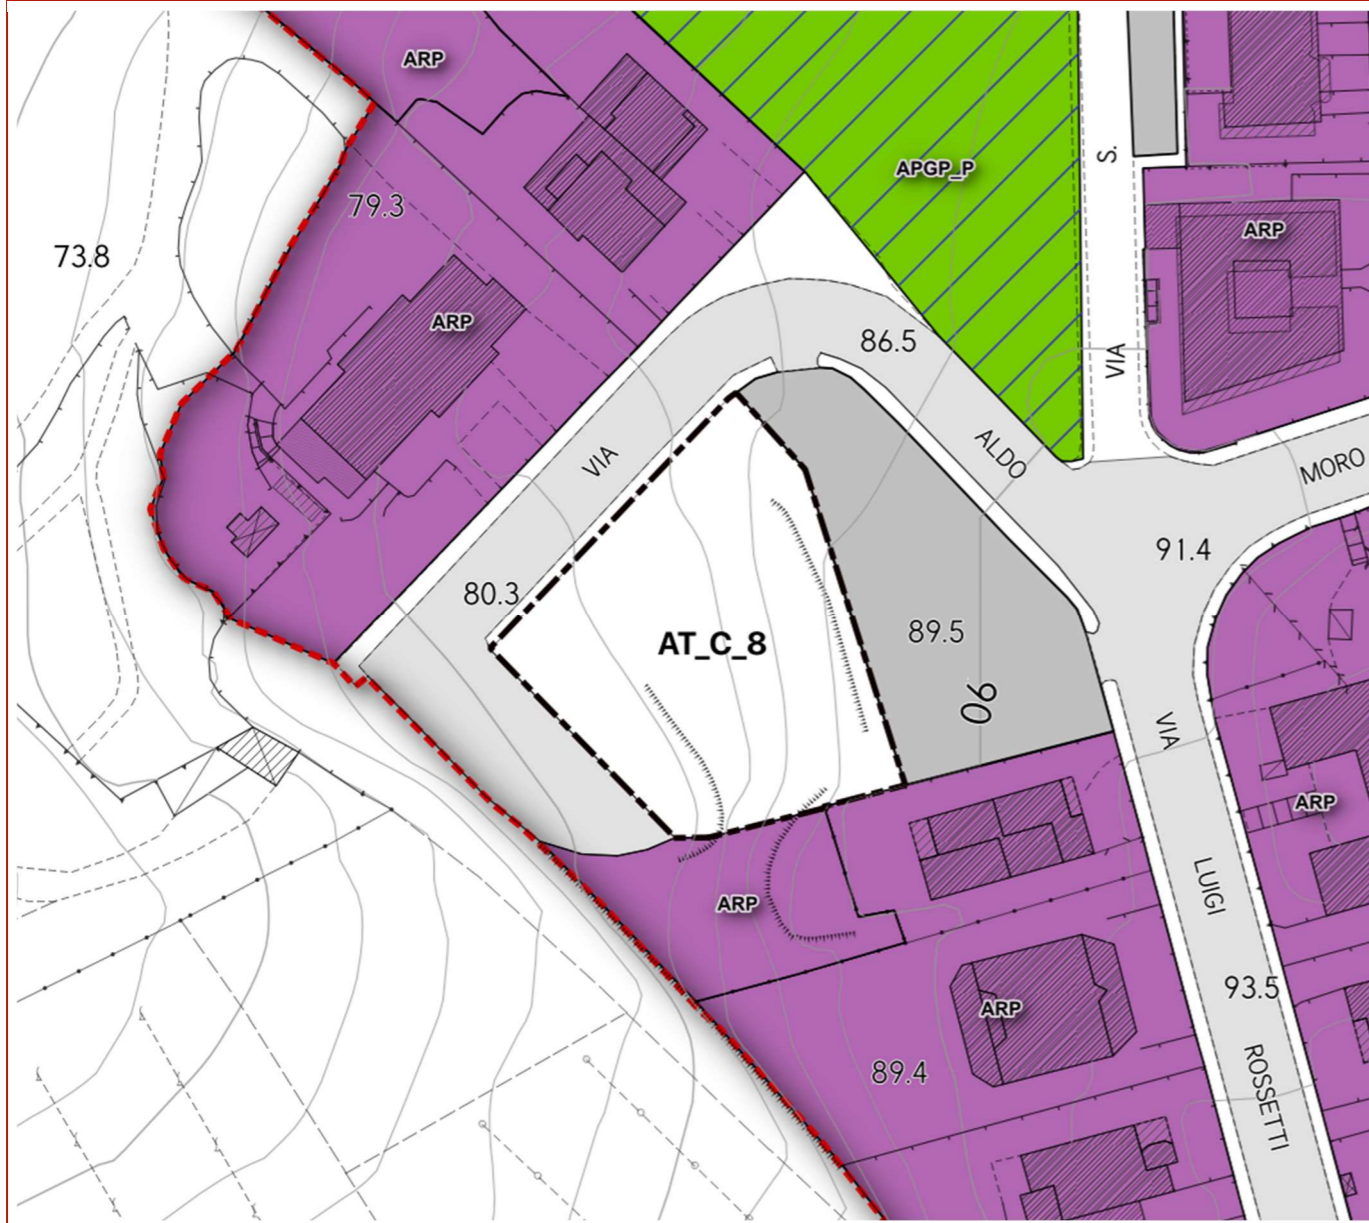 ARP
S.
APGP_P
79.3
ARP
73.8
ARP
86.5
VIA
ALDO
VIA
MORO
91.4
80.3
89.5
AT_C_8
90
VIA
ARP
LUIGI
ARP
93.5
ARP
89.4
ROSSETTI